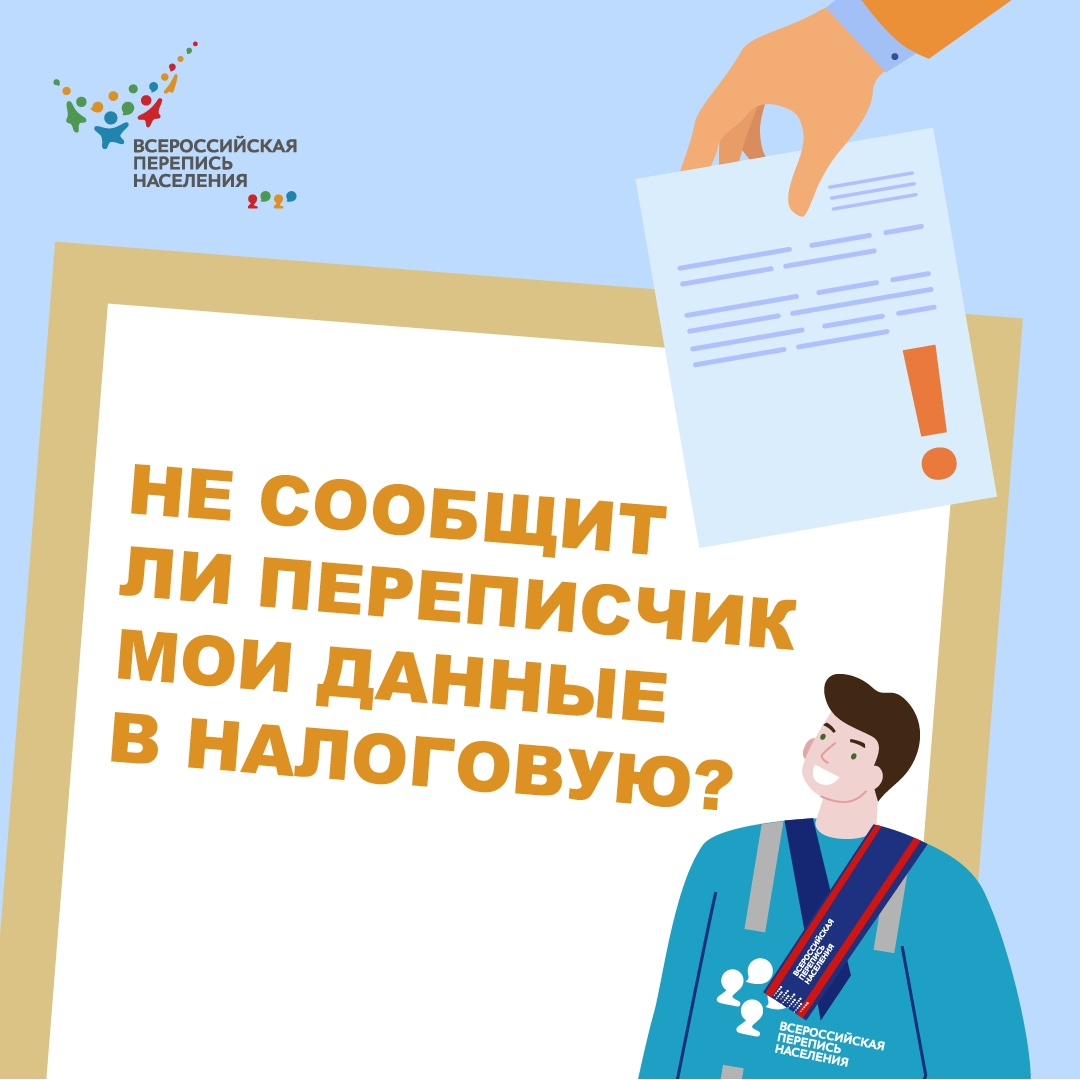 ВСЕРОССИЙСКАЯ
ПЕРЕПИСЬ
НАСЕЛЕНИЯ
НЕ СООБЩИТ
ЛИ ПЕРЕПИСЧИК
МОИ ДАННЫЕ
В НАЛОГОВУЮ?
ВСЕРОССИЙСКАЯ
ПЕРЕПИСЬ
НАСЕЛЕНИЯ
ВСЕРОССИЙСКАЯ
ПЕРЕПИСЬ
НАСЕЛЕНИЯ